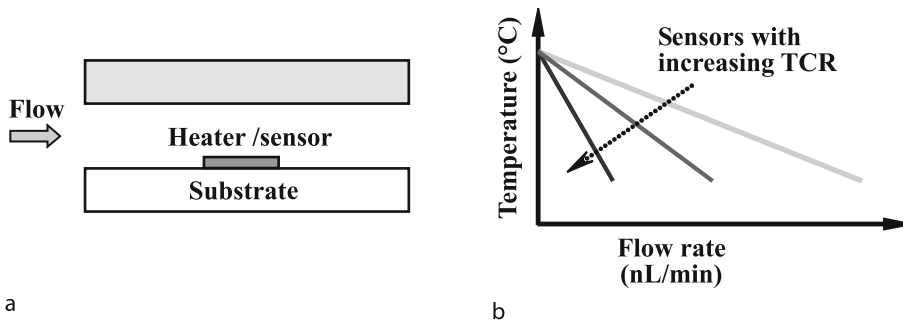 Flow
Heater /sensor
Substrate
a
Temperature (°C)
Sensors with
increasing TCR
Flow rate
(nL/min)
b